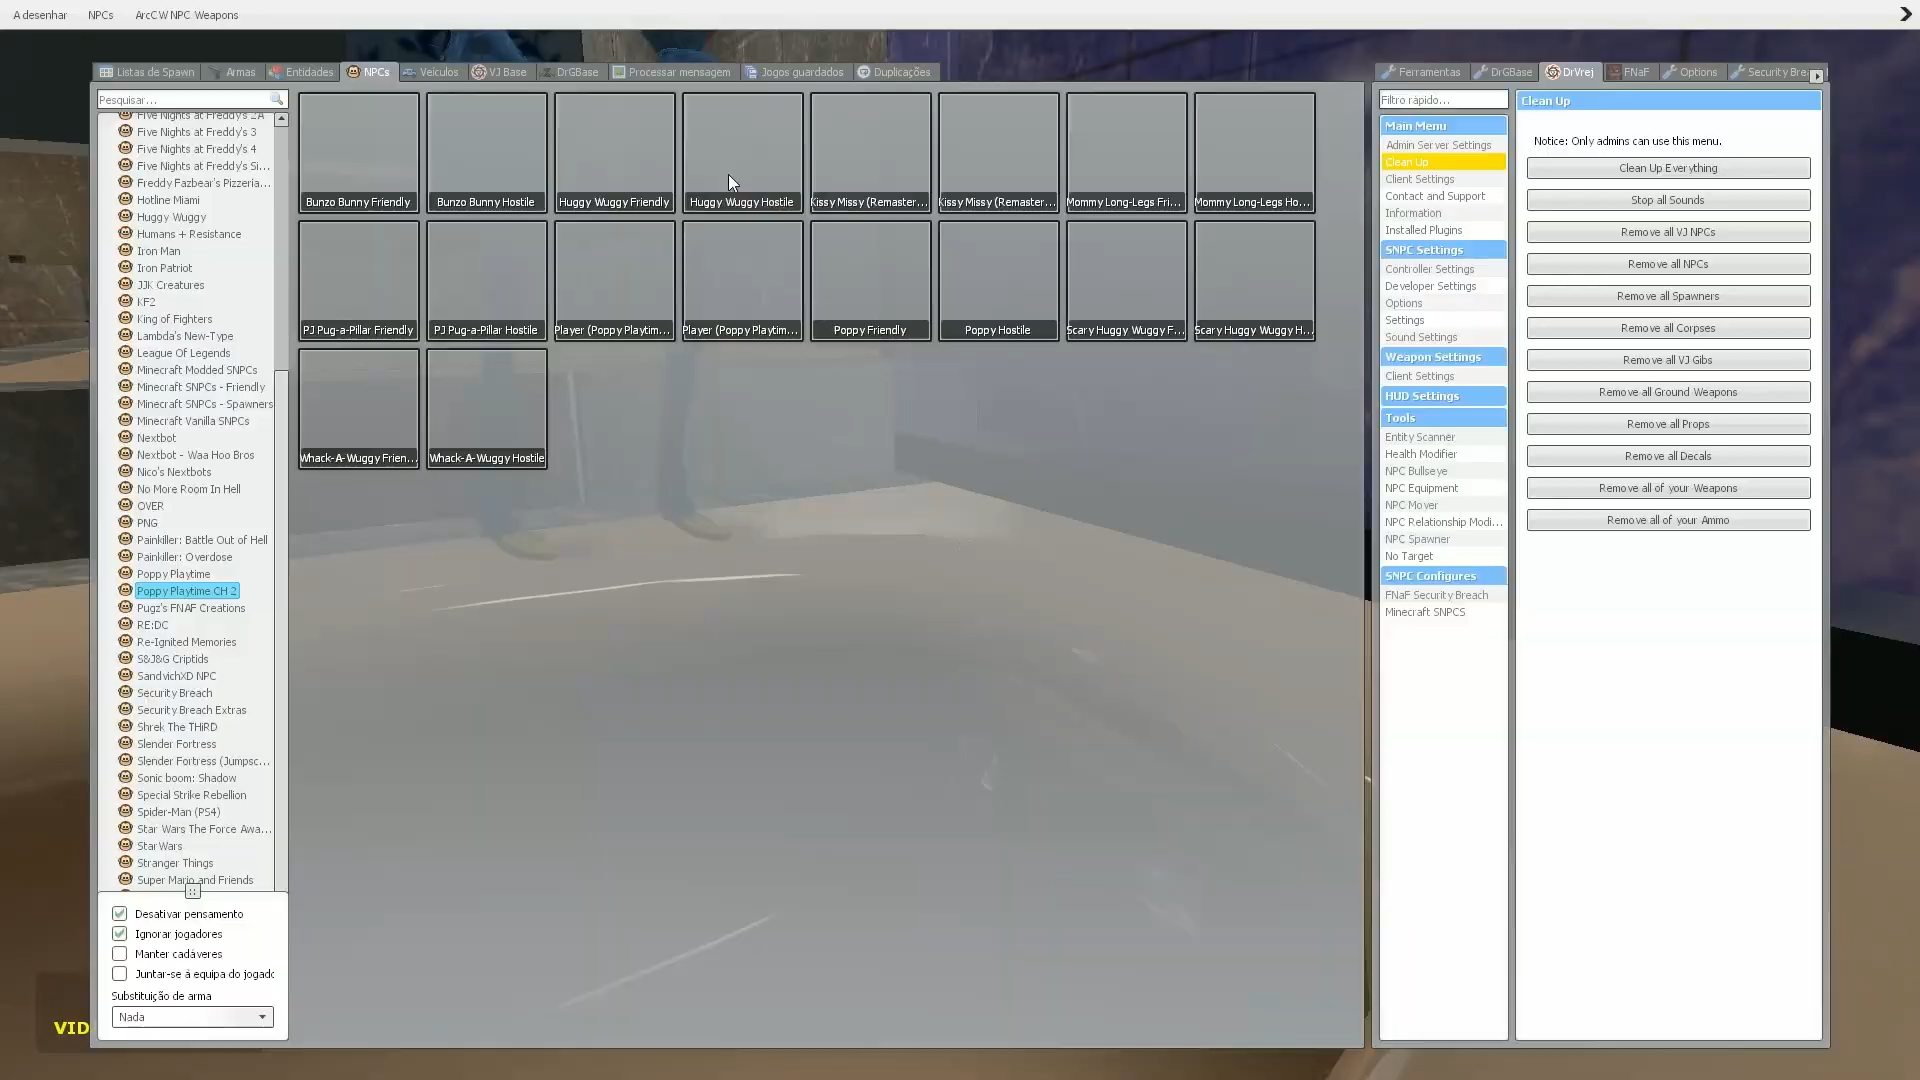 A desenhar NPCs ArcCW NPC Weapons
Listas de Spawn Armas Entidades NPCs Veículos VJ Base DrGBase Processar mensagem Jogos guardados Duplicações
Ferramentas DrGBase DrVrej FNaF Options Security Brea
Pesquisar...
Five Nights at Freddy's 2A
Five Nights at Freddy's 3
Five Nights at Freddy's 4
Five Nights at Freddy's Si...
Freddy Fazbear's Pizzeria...
Hotline Miami
Huggy Wuggy
Humans + Resistance
Iron Man
Iron Patriot
JJK Creatures
KF2
King of Fighters
Lambda's New-Type
League Of Legends
Minecraft Modded SNPCs
Minecraft SNPCs - Friendly
Minecraft SNPCs - Spawners
Minecraft Vanilla SNPCs
Nextbot
Nextbot - Waa Hoo Bros
Nico's Nextbots
No More Room In Hell
OVER
PNG
Painkiller: Battle Out of Hell
Painkiller: Overdose
Poppy Playtime
Poppy Playtime CH 2
Pugz's FNAF Creations
RE:DC
Re-Ignited Memories
S&J&G Criptids
SandvichXD NPC
Security Breach
Security Breach Extras
Shrek The THiRD
Slender Fortress
Slender Fortress (Jumpsc...
Sonic boom: Shadow
Special Strike Rebellion
Spider-Man (PS4)
Star Wars The Force Awa...
StarWars
Stranger Things
Super Mario and Friends
Desativar pensamento
Ignorar jogadores
Manter cadáveres
Juntar-se à equipa do jogado
Substituição de arma
Nada
VID
Bunzo Bunny Friendly Bunzo Bunny Hostile Huggy Wuggy Friendly Huggy Wuggy Hostile Kissy Missy (Remaster... Kissy Missy (Remaster... Mommy Long-Legs Fri... Mommy Long-Legs Ho...
PJ Pug-a-Pillar Friendly PJ Pug-a-Pillar Hostile Player (Poppy Playtim... Player (Poppy Playtim... Poppy Friendly Poppy Hostile Scary Huggy Wuggy F... Scary Huggy Wuggy H...
Whack-A-Wuggy Frien... Whack-A-Wuggy Hostile
Filtro rápido...
Main Menu
Admin Server Settings
Clean Up
Client Settings
Contact and Support
Information
Installed Plugins
SNPC Settings
Controller Settings
Developer Settings
Options
Settings
Sound Settings
Weapon Settings
Client Settings
HUD Settings
Tools
Entity Scanner
Health Modifier
NPC Bullseye
NPC Equipment
NPC Mover
NPC Relationship Modi...
NPC Spawner
No Target
SNPC Configures
FNaF Security Breach
Minecraft SNPCS
Clean Up
Notice: Only admins can use this menu.
Clean Up Everything
Stop all Sounds
Remove all VJ NPCs
Remove all NPCs
Remove all Spawners
Remove all Corpses
Remove all VJ Gibs
Remove all Ground Weapons
Remove all Props
Remove all Decals
Remove all of your Weapons
Remove all of your Ammo